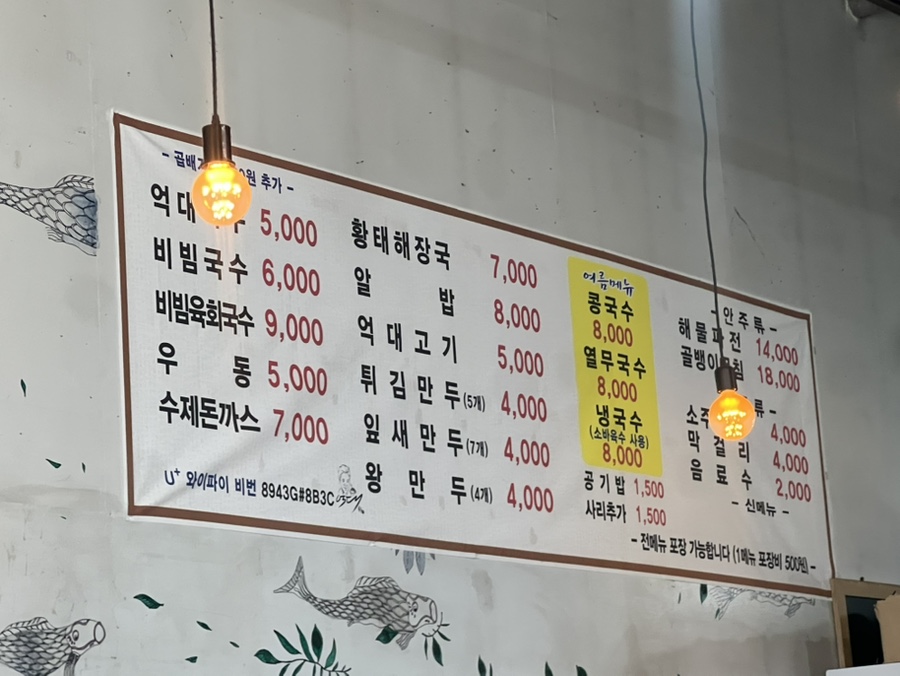 - 곱배기 추가 -
억대 5,000
비빔국수 6,000
비빔육회국수 9,000
우동 5,000
수제돈까스 7,000
U+ 와이파이 비번 8943G#8B3C
황태해장국 7,000
알밥 8,000
억대고기 5,000
튀김만두(5개) 4,000
잎새만두(7개) 4,000
왕만두(4개) 4,000
여름메뉴
콩국수
8,000
열무국수
8,000
냉국수
(소바육수 사용)
8,000
공기밥 1,500
사리추가 1,500
- 안주류 -
해물파전 14,000
골뱅이무침 18,000
류 -
소주 4,000
막걸리 4,000
음료수 2,000
- 신메뉴 -
- 전메뉴 포장 가능합니다 (1메뉴 포장비 500원) -